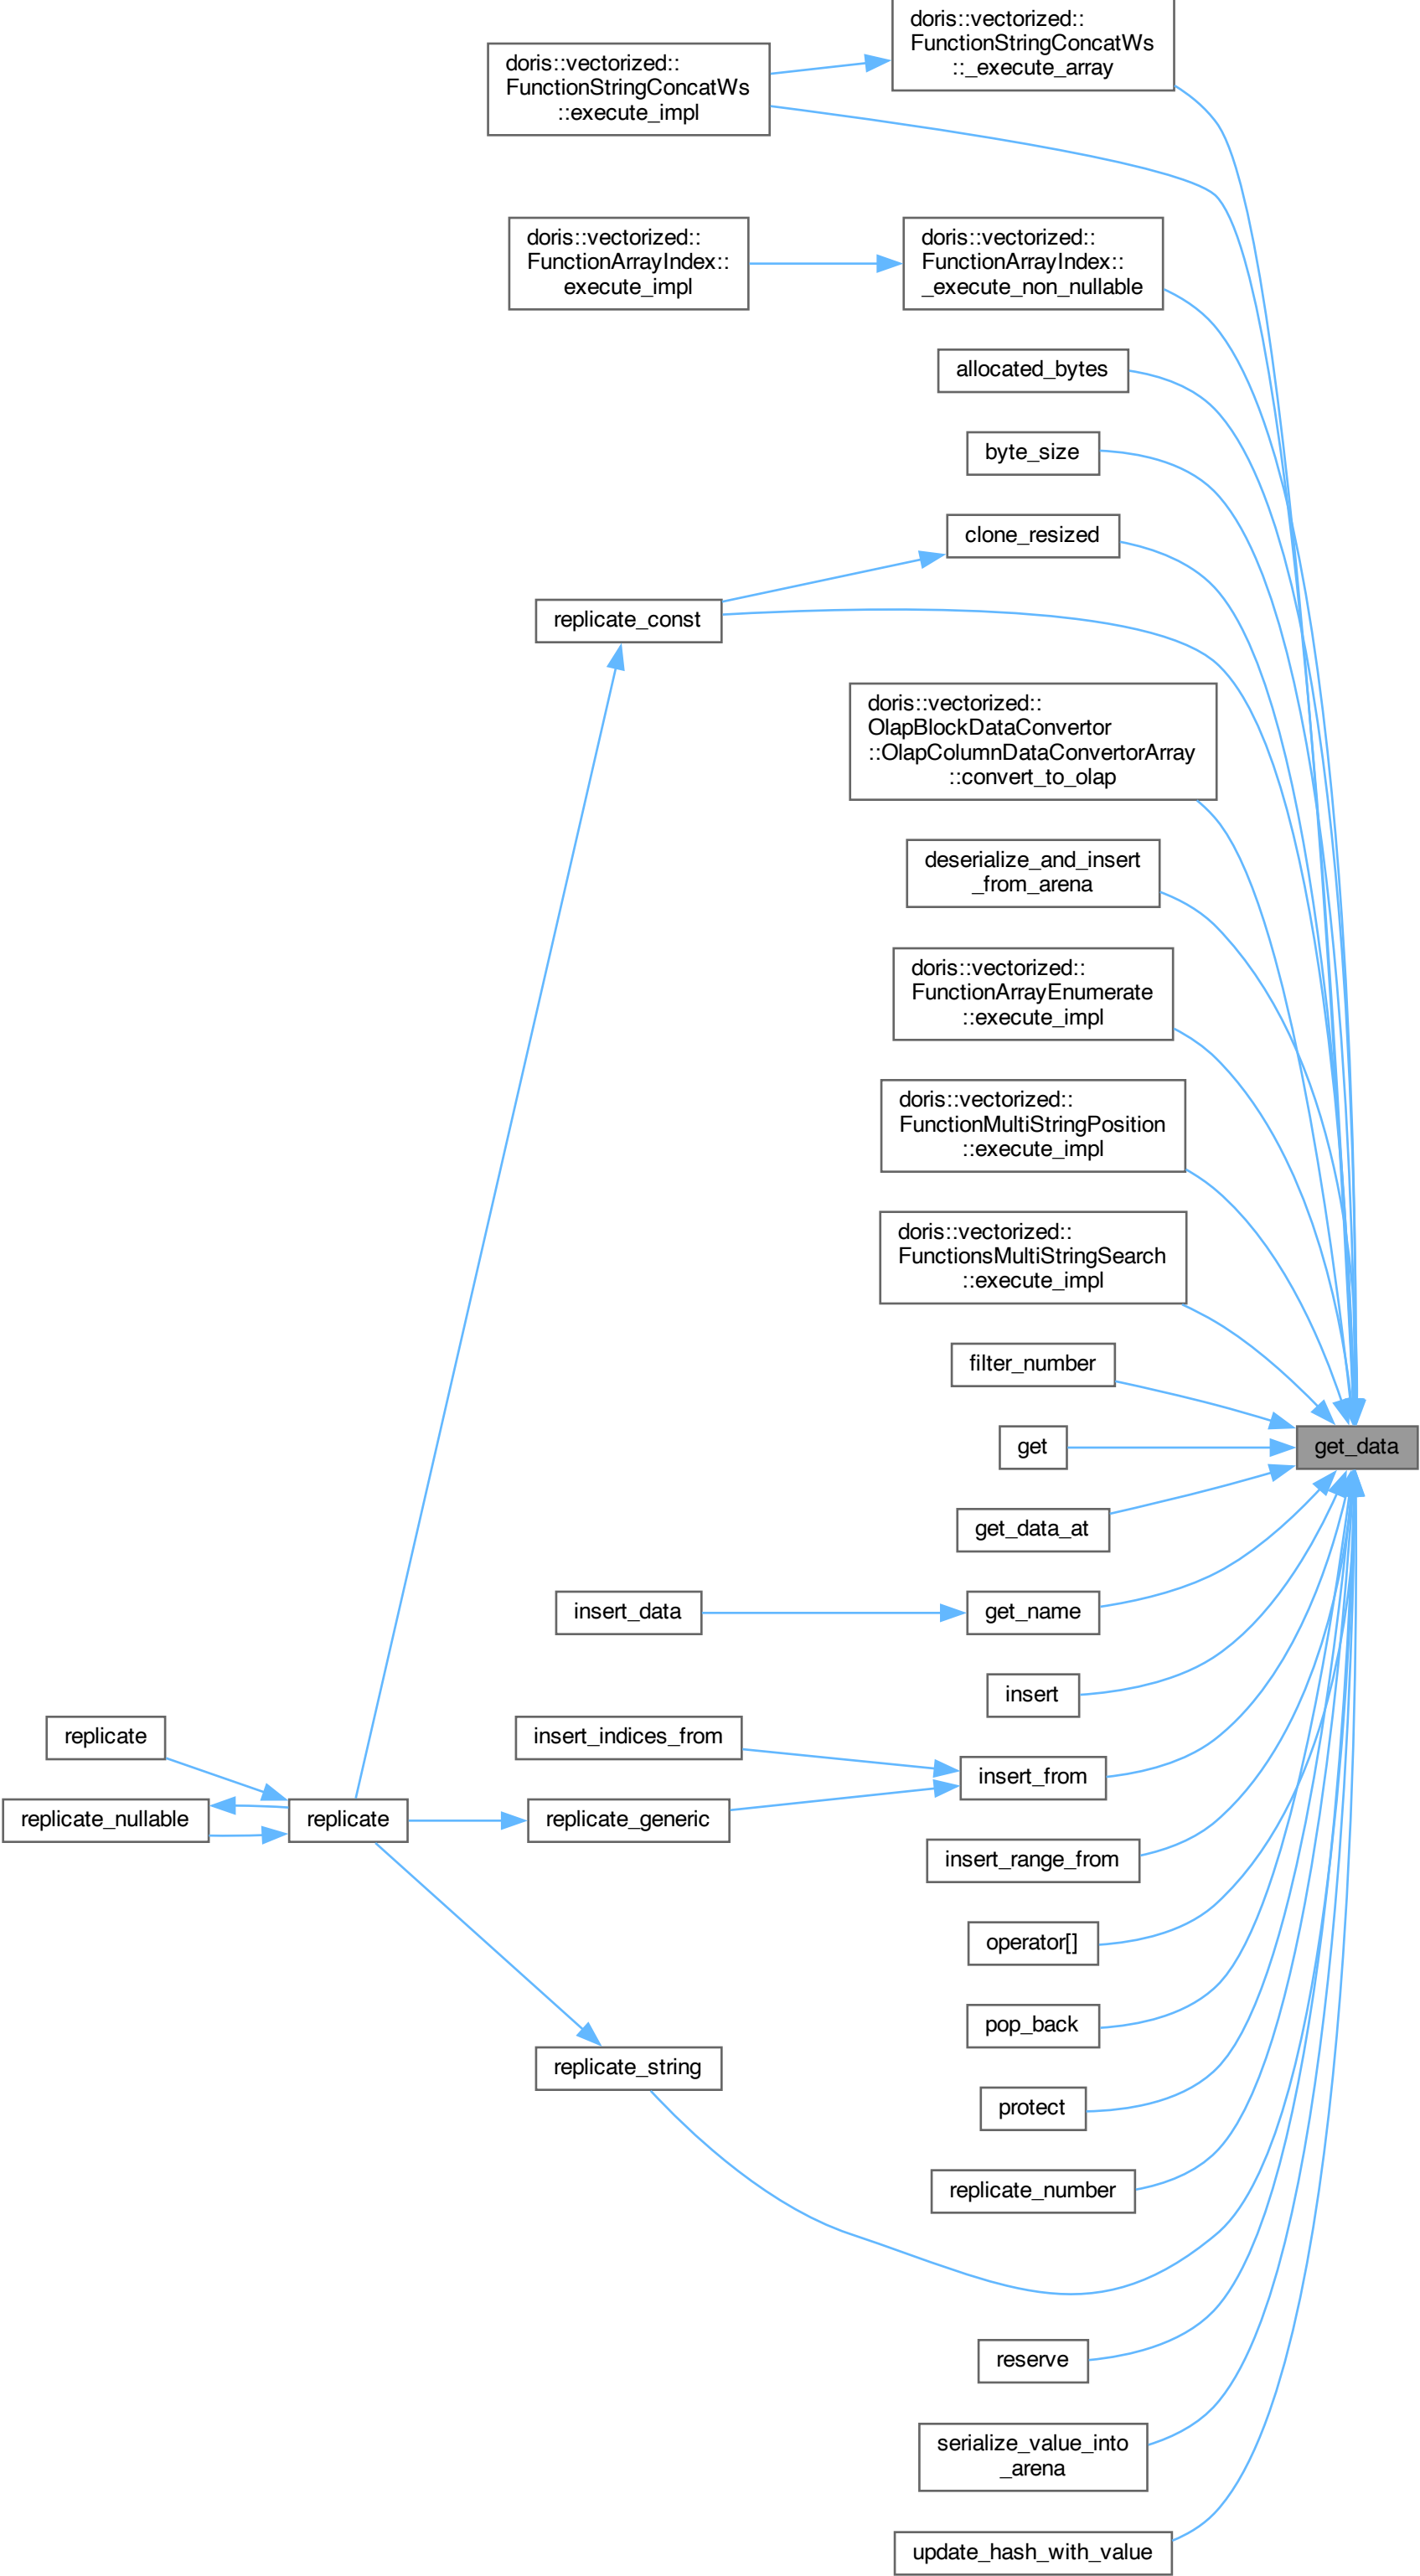 doris::vectorized::
FunctionStringConcatWs
::_execute_array
doris::vectorized::
FunctionStringConcatWs
::execute_impl
doris::vectorized::
FunctionArrayIndex::
execute_impl
doris::vectorized::
FunctionArrayIndex::
_execute_non_nullable
allocated_bytes
byte_size
clone_resized
replicate_const
doris::vectorized::
OlapBlockDataConvertor
::OlapColumnDataConvertorArray
::convert_to_olap
deserialize_and_insert
_from_arena
doris::vectorized::
FunctionArrayEnumerate
::execute_impl
doris::vectorized::
FunctionMultiStringPosition
::execute_impl
doris::vectorized::
FunctionsMultiStringSearch
::execute_impl
filter_number
get
get_data
get_data_at
insert_data
get_name
insert
replicate
insert_indices_from
insert_from
replicate_nullable
replicate
replicate_generic
insert_range_from
operator[]
pop_back
replicate_string
protect
replicate_number
reserve
serialize_value_into
_arena
update_hash_with_value